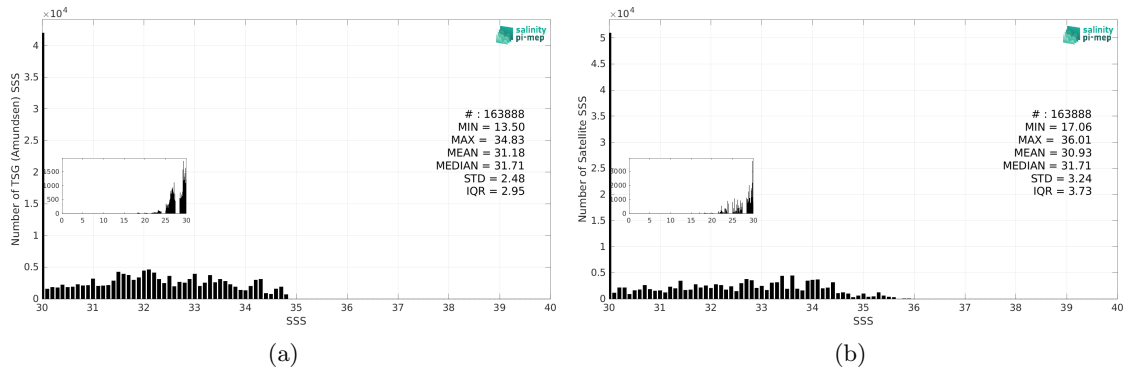 ×10⁴
4
3.5
3
2.5
2
1.5
1
0.5
0
Number of TSG (Amundsen) SSS
salinity
pi-mep
# : 163888
MIN = 13.50
MAX = 34.83
MEAN = 31.18
MEDIAN = 31.71
STD = 2.48
IQR = 2.95
1500
1000
500
0
0 5 10 15 20 25 30
30 31 32 33 34 35 36 37 38 39 40
SSS
(a)
×10⁴
5
4.5
4
3.5
3
2.5
2
1.5
1
0.5
0
Number of Satellite SSS
salinity
pi-mep
# : 163888
MIN = 17.06
MAX = 36.01
MEAN = 30.93
MEDIAN = 31.71
STD = 3.24
IQR = 3.73
3000
2000
1000
0
0 5 10 15 20 25 30
30 31 32 33 34 35 36 37 38 39 40
SSS
(b)